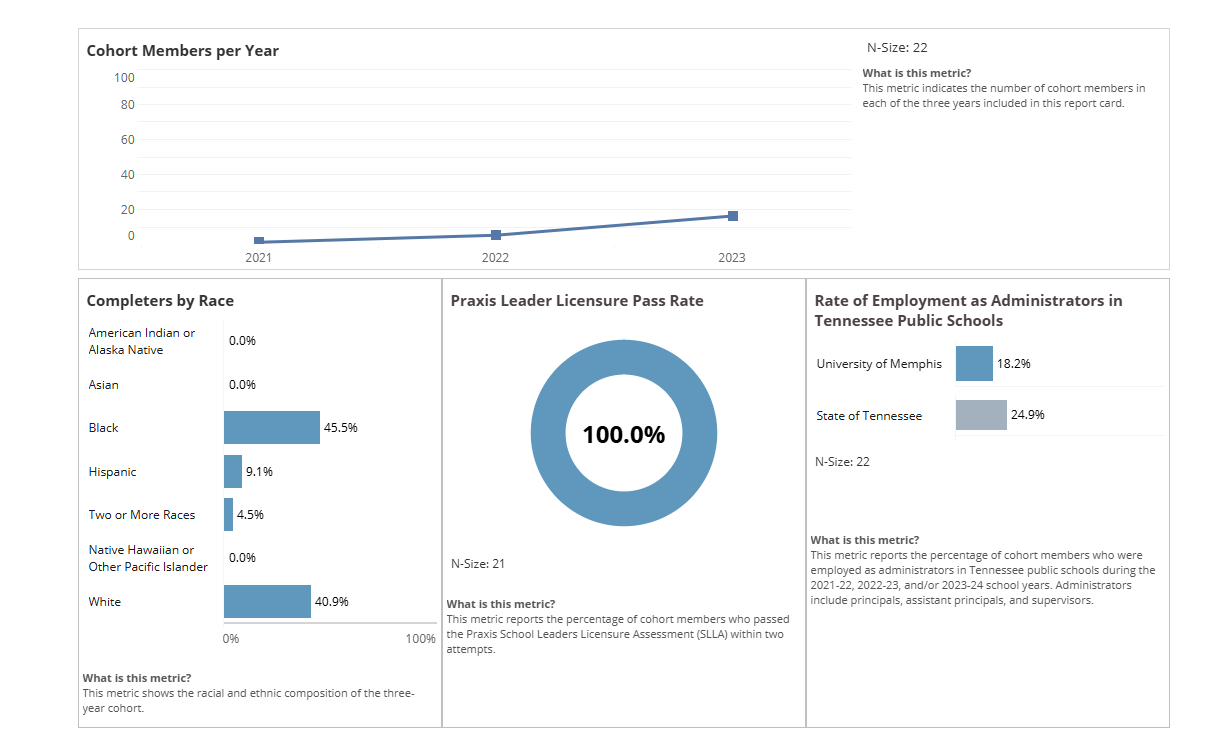 Cohort Members per Year
100
80
60
40
20
0
2021
2022
2023
N-Size: 22
What is this metric?
This metric indicates the number of cohort members in
each of the three years included in this report card.
Completers by Race
American Indian or
Alaska Native
0.0%
Asian
0.0%
Black
45.5%
Hispanic
9.1%
Two or More Races
4.5%
Native Hawaiian or
Other Pacific Islander
0.0%
White
40.9%
0%
100%
What is this metric?
This metric shows the racial and ethnic composition of the three-
year cohort.
Praxis Leader Licensure Pass Rate
100.0%
N-Size: 21
What is this metric?
This metric reports the percentage of cohort members who passed
the Praxis School Leaders Licensure Assessment (SLLA) within two
attempts.
Rate of Employment as Administrators in
Tennessee Public Schools
University of Memphis
18.2%
State of Tennessee
24.9%
N-Size: 22
What is this metric?
This metric reports the percentage of cohort members who were
employed as administrators in Tennessee public schools during the
2021-22, 2022-23, and/or 2023-24 school years. Administrators
include principals, assistant principals, and supervisors.